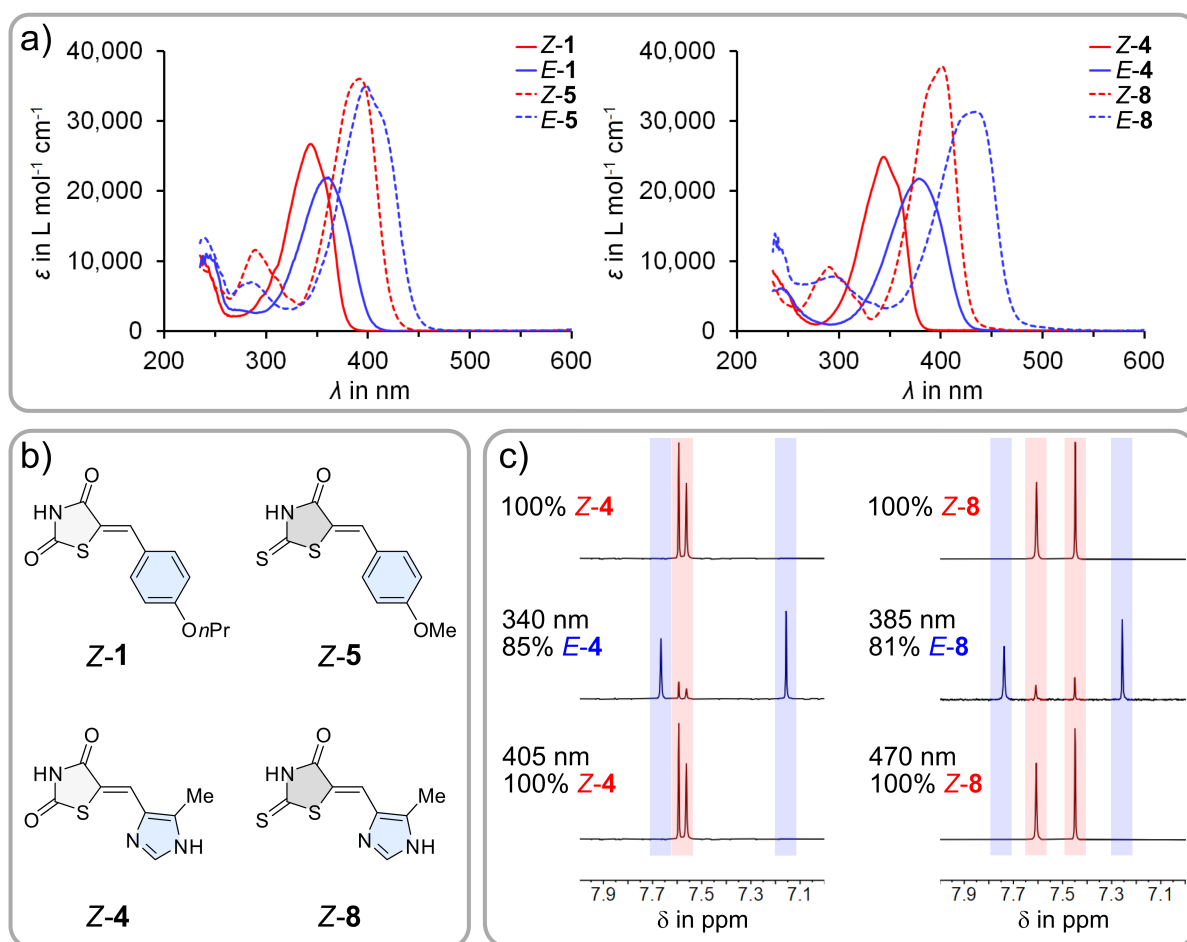 a)
40,000
30,000
20,000
10,000
0
ε in L mol⁻¹ cm⁻¹
200 300 400 500 600
λ in nm
Z-1
E-1
Z-5
E-5
40,000
30,000
20,000
10,000
0
ε in L mol⁻¹ cm⁻¹
200 300 400 500 600
λ in nm
Z-4
E-4
Z-8
E-8
b)
O
HN
O
S
OnPr
Z-1
O
HN
S
S
OMe
Z-5
O
HN
O
S
Me
N
NH
Z-4
O
HN
S
S
Me
N
NH
Z-8
c)
100% Z-4
340 nm
85% E-4
405 nm
100% Z-4
7.9 7.7 7.5 7.3 7.1
δ in ppm
100% Z-8
385 nm
81% E-8
470 nm
100% Z-8
7.9 7.7 7.5 7.3 7.1
δ in ppm